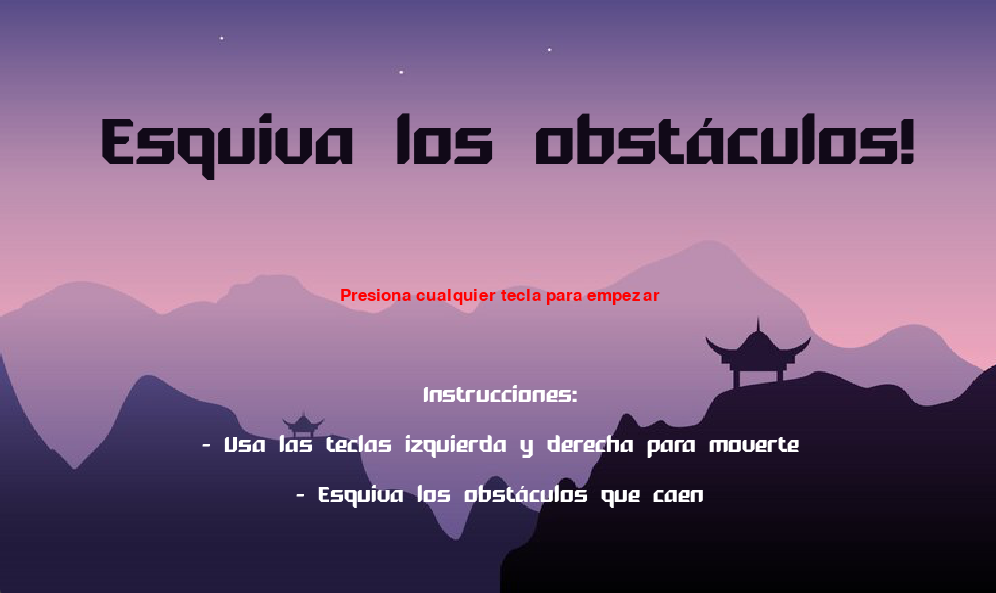 Esquiva los obstáculos!
Presiona cualquier tecla para empezar
Instrucciones:
- Usa las teclas izquierda y derecha para moverte
- Esquiva los obstáculos que caen